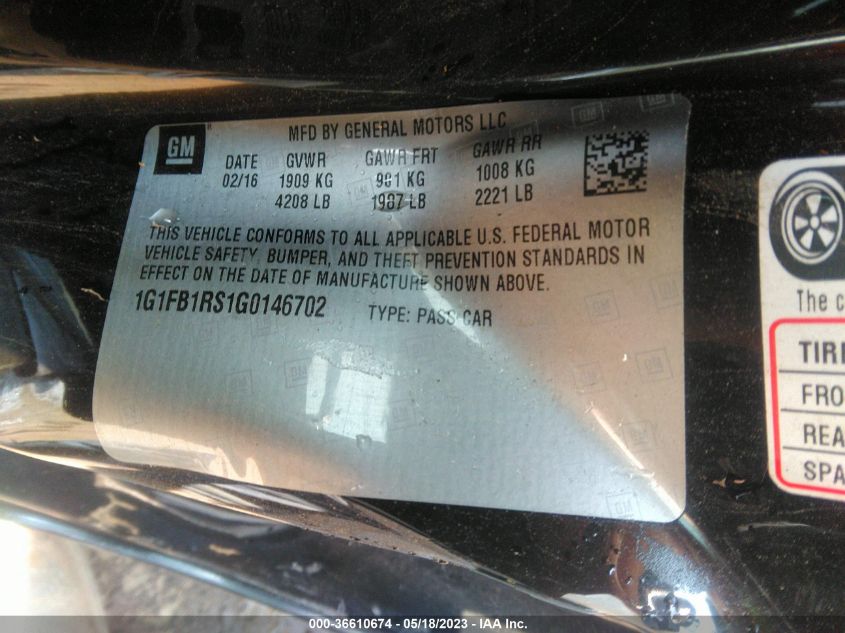 GM
MFD BY GENERAL MOTORS LLC
DATE GVWR GAWR FRT GAWR RR
02/16 1909 KG 901 KG 1008 KG
4208 LB 1987 LB 2221 LB
THIS VEHICLE CONFORMS TO ALL APPLICABLE U.S. FEDERAL MOTOR
VEHICLE SAFETY, BUMPER, AND THEFT PREVENTION STANDARDS IN
EFFECT ON THE DATE OF MANUFACTURE SHOWN ABOVE.
1G1FB1RS1G0146702 TYPE: PASS CAR
The c
TIRE
FRO
REA
SPA
000-36610674 - 05/18/2023 - IAA Inc.